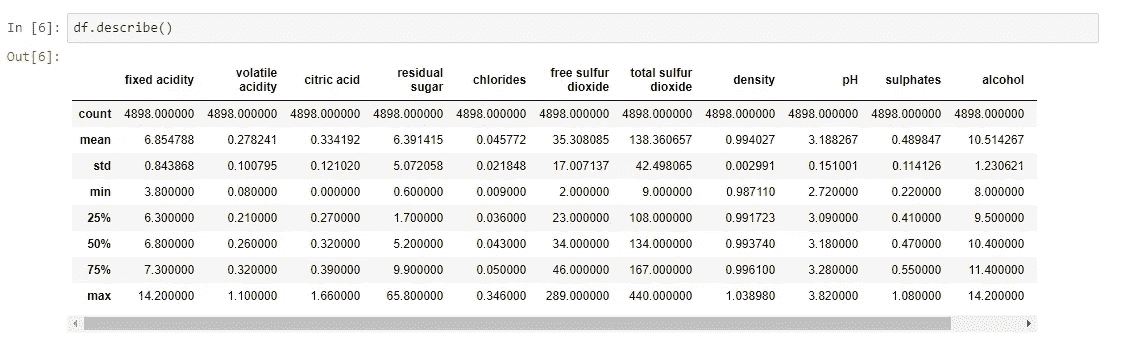 In [6]: df.describe()
Out[6]:
fixed acidity volatile acidity citric acid residual sugar chlorides free sulfur dioxide total sulfur dioxide density pH sulphates alcohol
count 4898.000000 4898.000000 4898.000000 4898.000000 4898.000000 4898.000000 4898.000000 4898.000000 4898.000000 4898.000000 4898.000000
mean 6.854788 0.278241 0.334192 6.391415 0.045772 35.308085 138.360657 0.994027 3.188267 0.489847 10.514267
std 0.843868 0.100795 0.121020 5.072058 0.021848 17.007137 42.498065 0.002991 0.151001 0.114126 1.230621
min 3.800000 0.080000 0.000000 0.600000 0.009000 2.000000 9.000000 0.987110 2.720000 0.220000 8.000000
25% 6.300000 0.210000 0.270000 1.700000 0.036000 23.000000 108.000000 0.991723 3.090000 0.410000 9.500000
50% 6.800000 0.260000 0.320000 5.200000 0.043000 34.000000 134.000000 0.993740 3.180000 0.470000 10.400000
75% 7.300000 0.320000 0.390000 9.900000 0.050000 46.000000 167.000000 0.996100 3.280000 0.550000 11.400000
max 14.200000 1.100000 1.660000 65.800000 0.346000 289.000000 440.000000 1.038980 3.820000 1.080000 14.200000